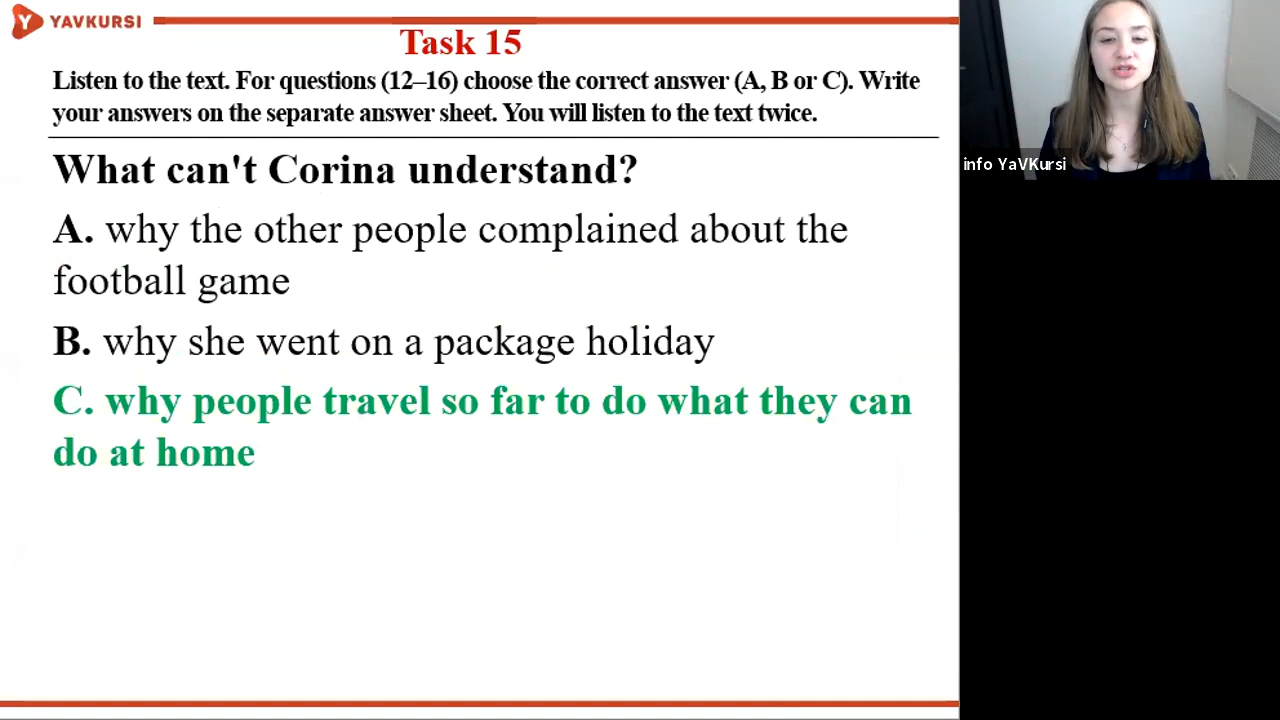 YAVKURSI
Task 15
Listen to the text. For questions (12–16) choose the correct answer (A, B or C). Write
your answers on the separate answer sheet. You will listen to the text twice.
What can't Corina understand?
A. why the other people complained about the
football game
B. why she went on a package holiday
C. why people travel so far to do what they can
do at home
info YaVKursi